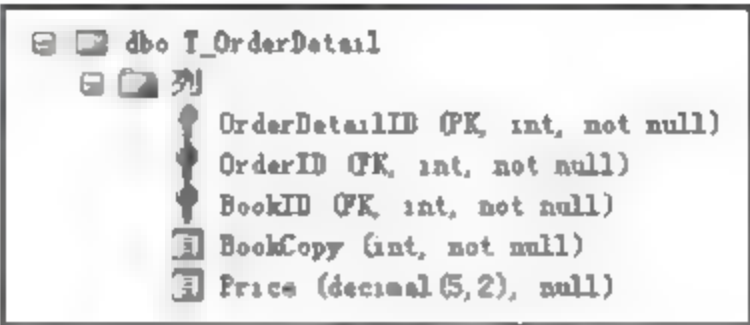 dbo T_OrderDetail
列
OrderDetailID (PK, int, not null)
OrderID (FK, int, not null)
BookID (FK, int, not null)
BookCopy (int, not null)
Price (decimal(5,2), null)